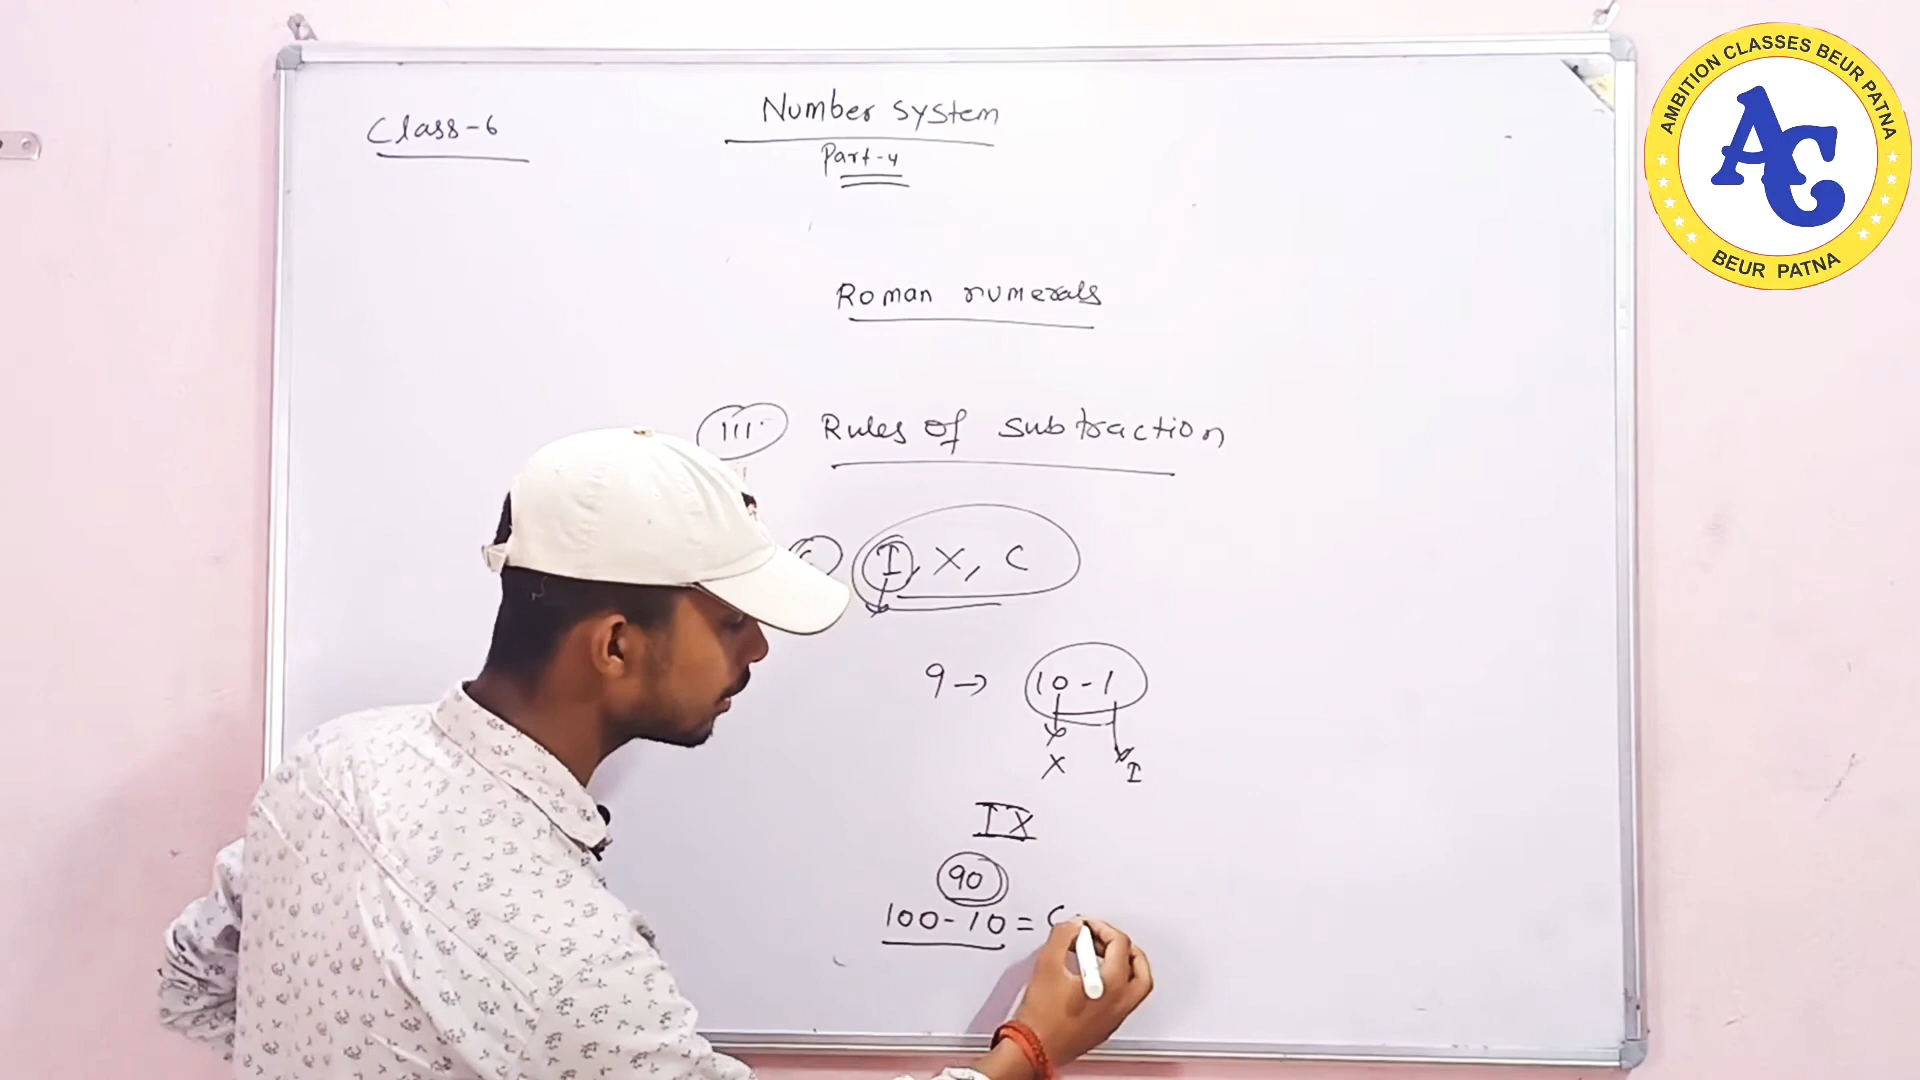 AMBITION CLASSES BEUR PATNA
AC
BEUR PATNA
Class-6
Number system
Part-4
Roman numerals
III. Rules of subtraction
I, X, C
9 → 10-1
X I
IX
90
100-10 = C